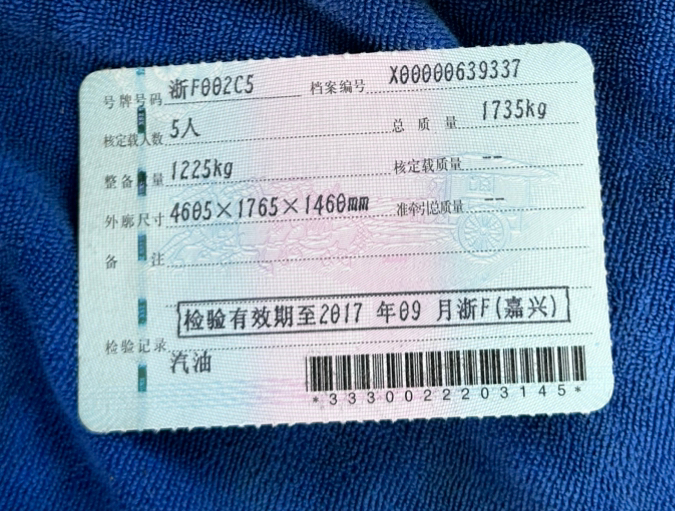 号牌号码 浙F002C5 档案编号 X00000639337
核定载人数 5人 总质量 1735kg
整备质量 1225kg 核定载质量 --
外廓尺寸 4605×1765×1460mm 准牵引总质量 --
备注
检验有效期至2017 年09 月浙F(嘉兴)
检验记录
汽油
*3330022203145*